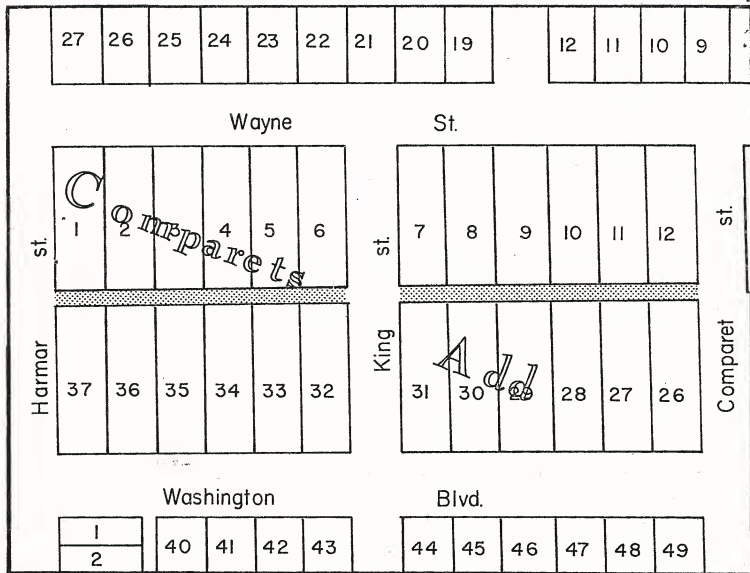 27 26 25 24 23 22 21 20 19 12 11 10 9
Wayne St.
Comparets
1 2 3 4 5 6 7 8 9 10 11 12
Harmar st.
King st.
Comparet st.
Add
37 36 35 34 33 32 31 30 29 28 27 26
Washington Blvd.
1
2
40 41 42 43 44 45 46 47 48 49